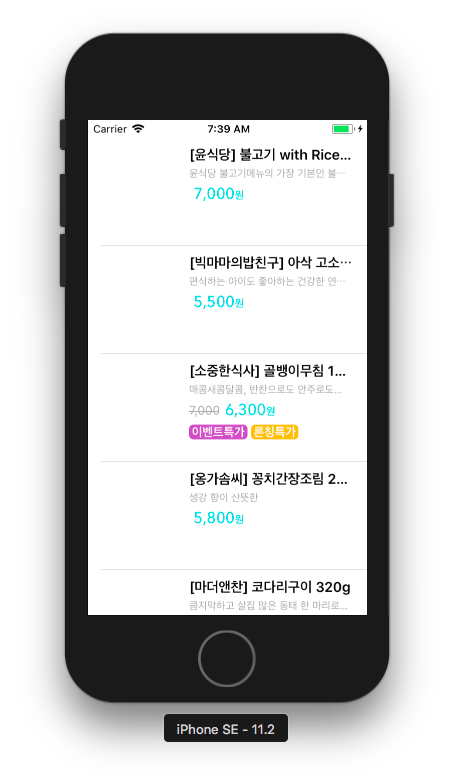 Carrier 7:39 AM
[윤식당] 불고기 with Rice...
윤식당 불고기메뉴의 가장 기본인 불…
7,000원
[빅마마의밥친구] 아삭 고소…
편식하는 아이도 좋아하는 건강한 연…
5,500원
[소중한식사] 골뱅이무침 1...
매콤새콤달콤, 반찬으로도 안주로도...
7,000 6,300원
이벤트특가 론칭특가
[옹가솜씨] 꽁치간장조림 2...
생강 향이 산뜻한
5,800원
[마더앤찬] 코다리구이 320g
큼지막하고 살집 많은 동태 한 마리로...
iPhone SE - 11.2